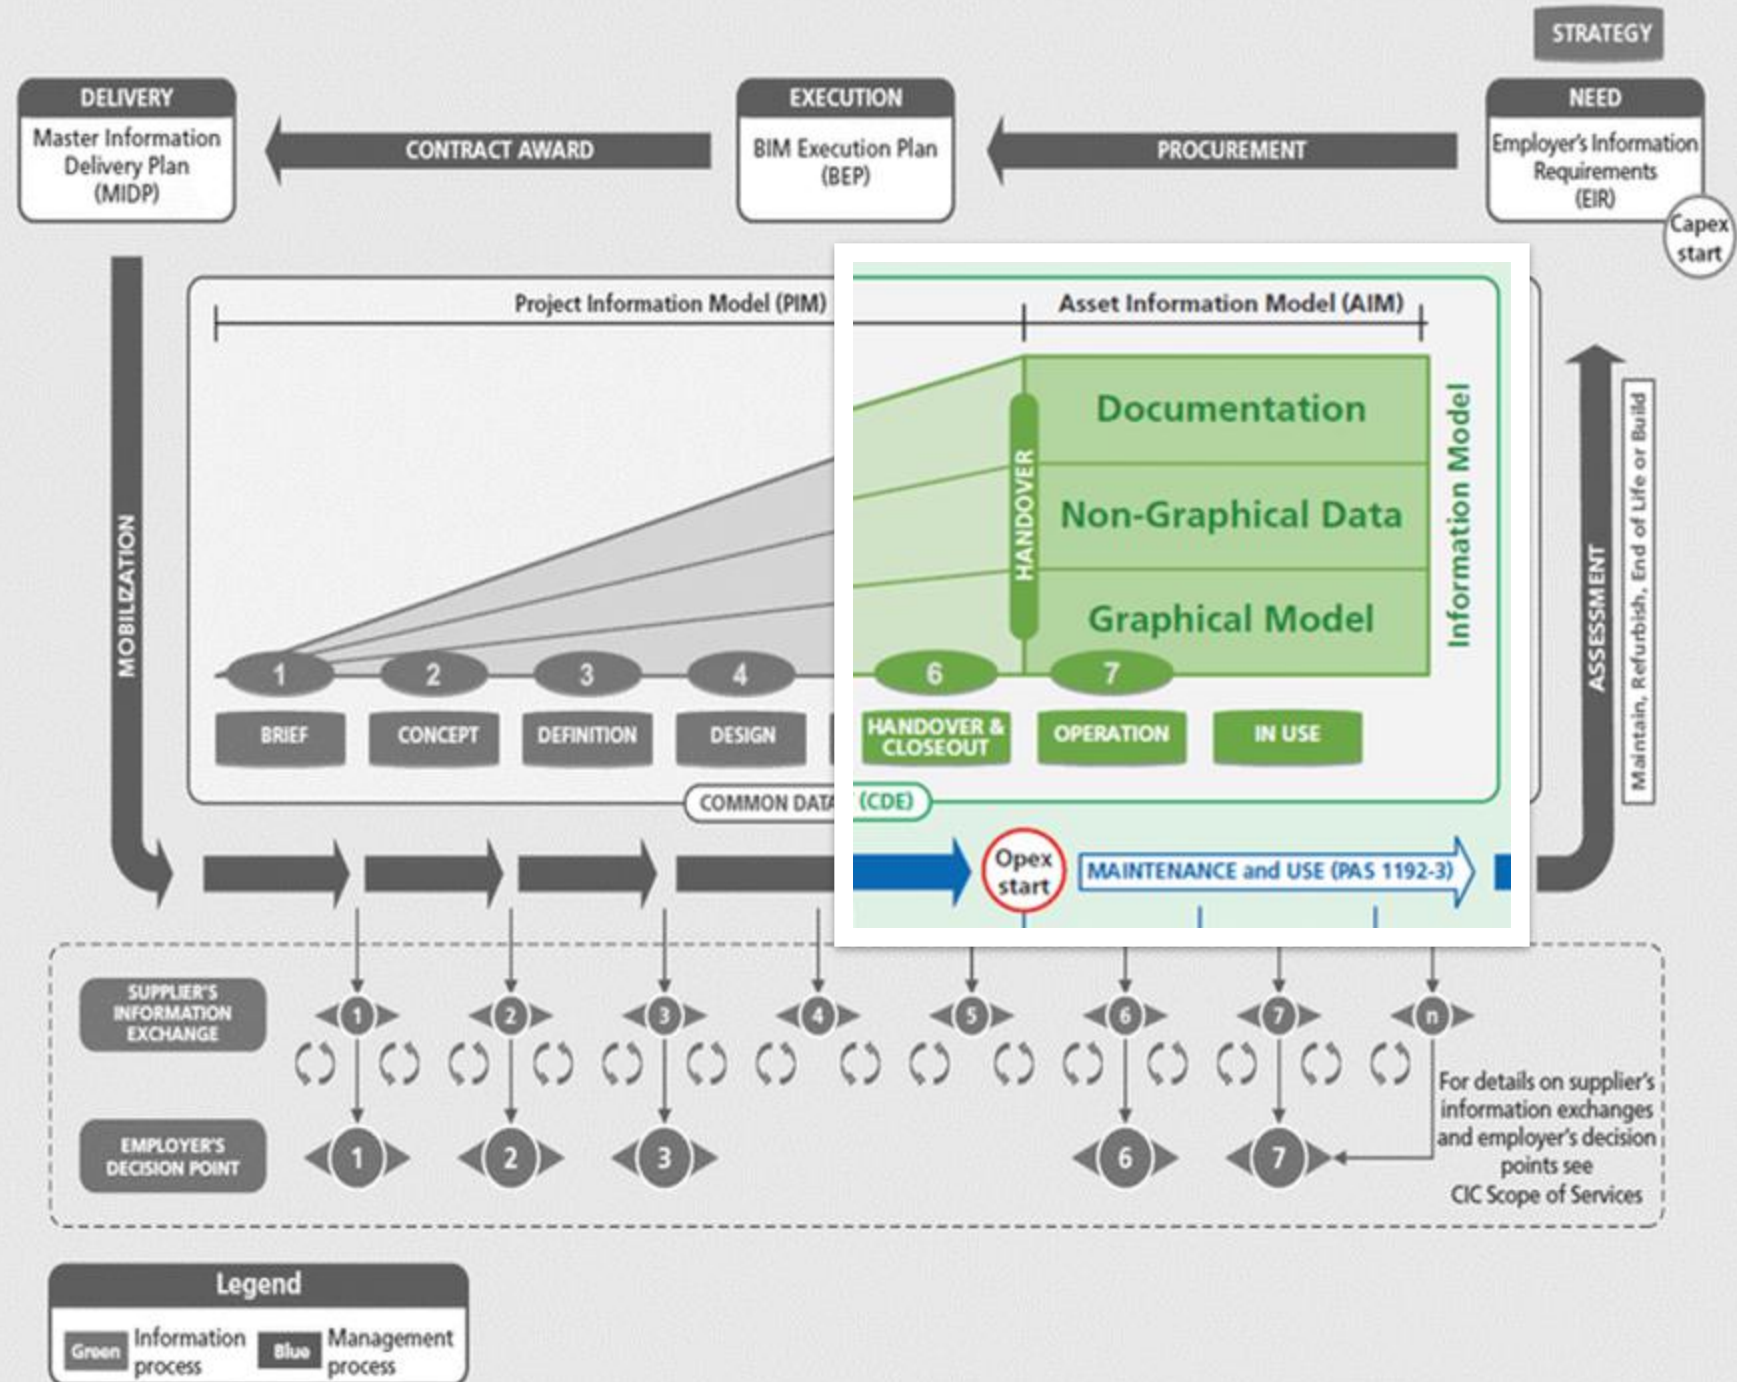 STRATEGY
DELIVERY
Master Information
Delivery Plan
(MIDP)
CONTRACT AWARD
EXECUTION
BIM Execution Plan
(BEP)
PROCUREMENT
NEED
Employer's Information
Requirements
(EIR)
Capex
start
Project Information Model (PIM)
Asset Information Model (AIM)
MOBILIZATION
HANDOVER
Documentation
Non-Graphical Data
Graphical Model
Information Model
ASSESSMENT
Maintain, Refurbish, End of Life or Build
1
2
3
4
6
7
BRIEF
CONCEPT
DEFINITION
DESIGN
HANDOVER &
CLOSEOUT
OPERATION
IN USE
COMMON DATA
(CDE)
Opex
start
MAINTENANCE and USE (PAS 1192-3)
SUPPLIER'S
INFORMATION
EXCHANGE
1
2
3
4
5
6
7
n
EMPLOYER'S
DECISION POINT
1
2
3
6
7
For details on supplier's
information exchanges
and employer's decision
points see
CIC Scope of Services
Legend
Green
Information
process
Blue
Management
process